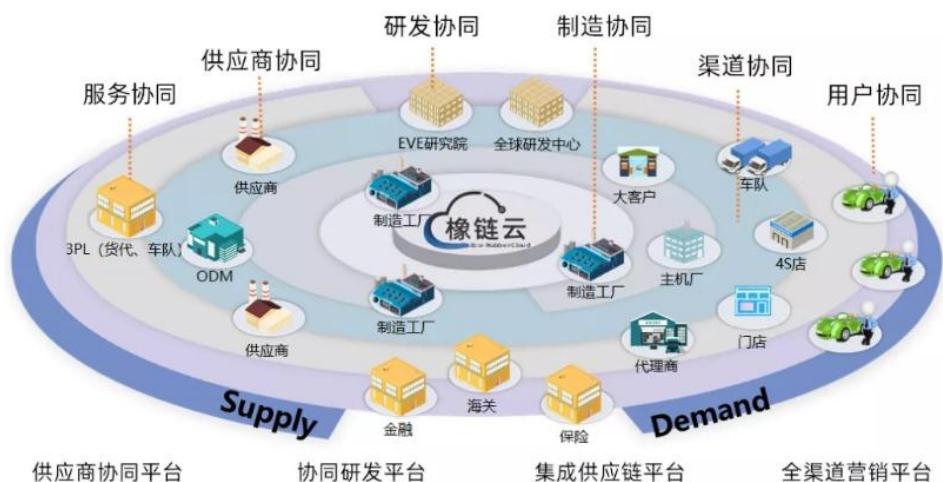 研发协同
制造协同
供应商协同
渠道协同
服务协同
用户协同
EVE研究院
全球研发中心
供应商
车队
大客户
制造工厂
橡链云
3PL（货代、车队）
ODM
4S店
主机厂
制造工厂
制造工厂
门店
供应商
代理商
海关
金融
保险
Supply
Demand
供应商协同平台
协同研发平台
集成供应链平台
全渠道营销平台